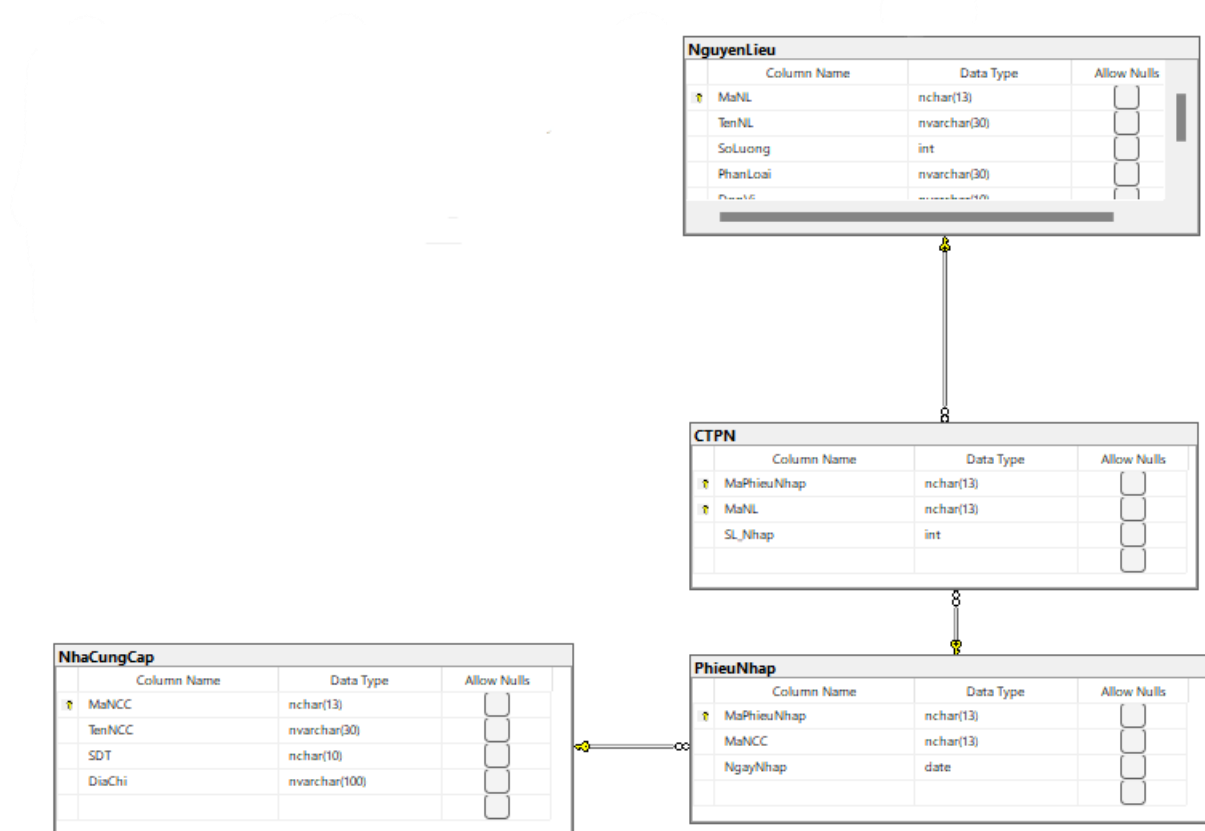 NguyenLieu
Column Name Data Type Allow Nulls
MaNL nchar(13)
TenNL nvarchar(30)
SoLuong int
PhanLoai nvarchar(30)
CTPN
Column Name Data Type Allow Nulls
MaPhieuNhap nchar(13)
MaNL nchar(13)
SL_Nhap int
NhaCungCap
Column Name Data Type Allow Nulls
MaNCC nchar(13)
TenNCC nvarchar(30)
SDT nchar(10)
DiaChi nvarchar(100)
PhieuNhap
Column Name Data Type Allow Nulls
MaPhieuNhap nchar(13)
MaNCC nchar(13)
NgayNhap date